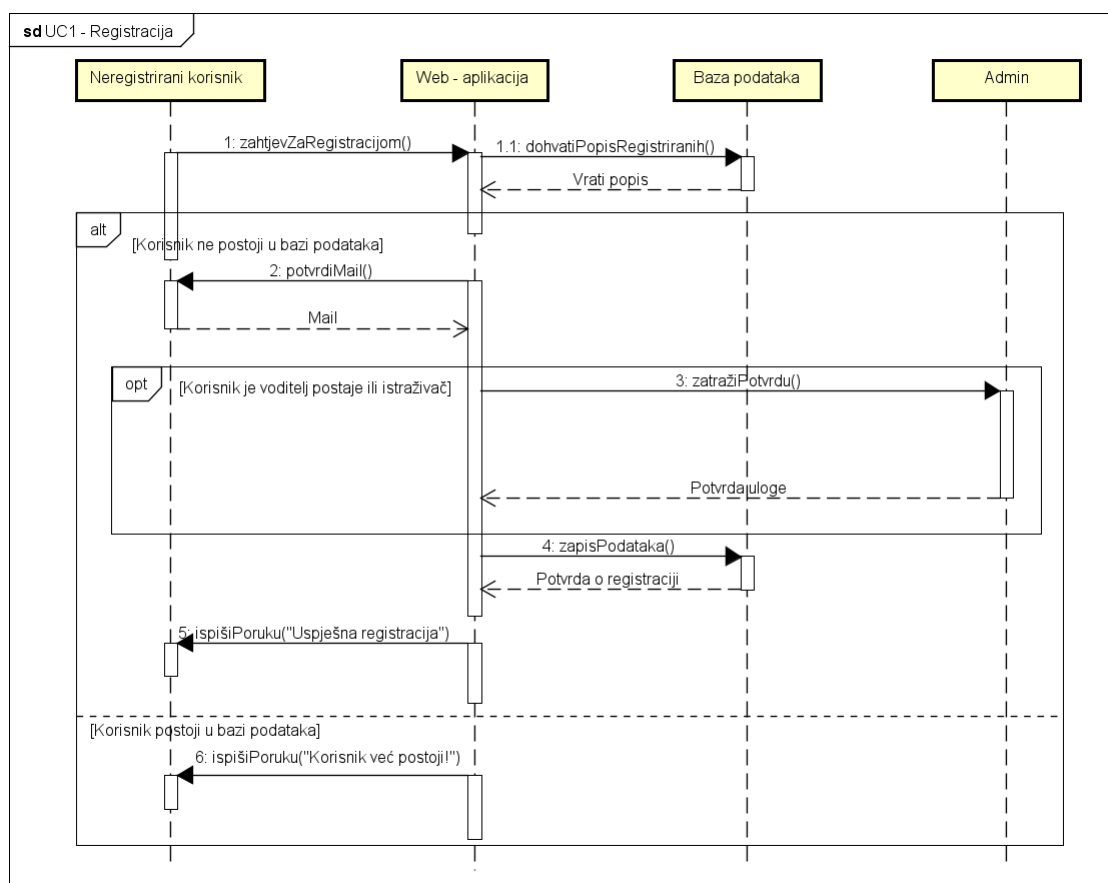 sd UC1 - Registracija
Neregistrirani korisnik
Web - aplikacija
Baza podataka
Admin
1: zahtjevZaRegistracijom()
1.1: dohvatiPopisRegistriranih()
Vrati popis
alt
[Korisnik ne postoji u bazi podataka]
2: potvrdiMail()
Mail
opt
[Korisnik je voditelj postaje ili istraživač]
3: zatražiPotvrdu()
Potvrda uloge
4: zapisPodataka()
Potvrda o registraciji
5: ispišiPoruku("Uspješna registracija")
[Korisnik postoji u bazi podataka]
6: ispišiPoruku("Korisnik već postoji!")